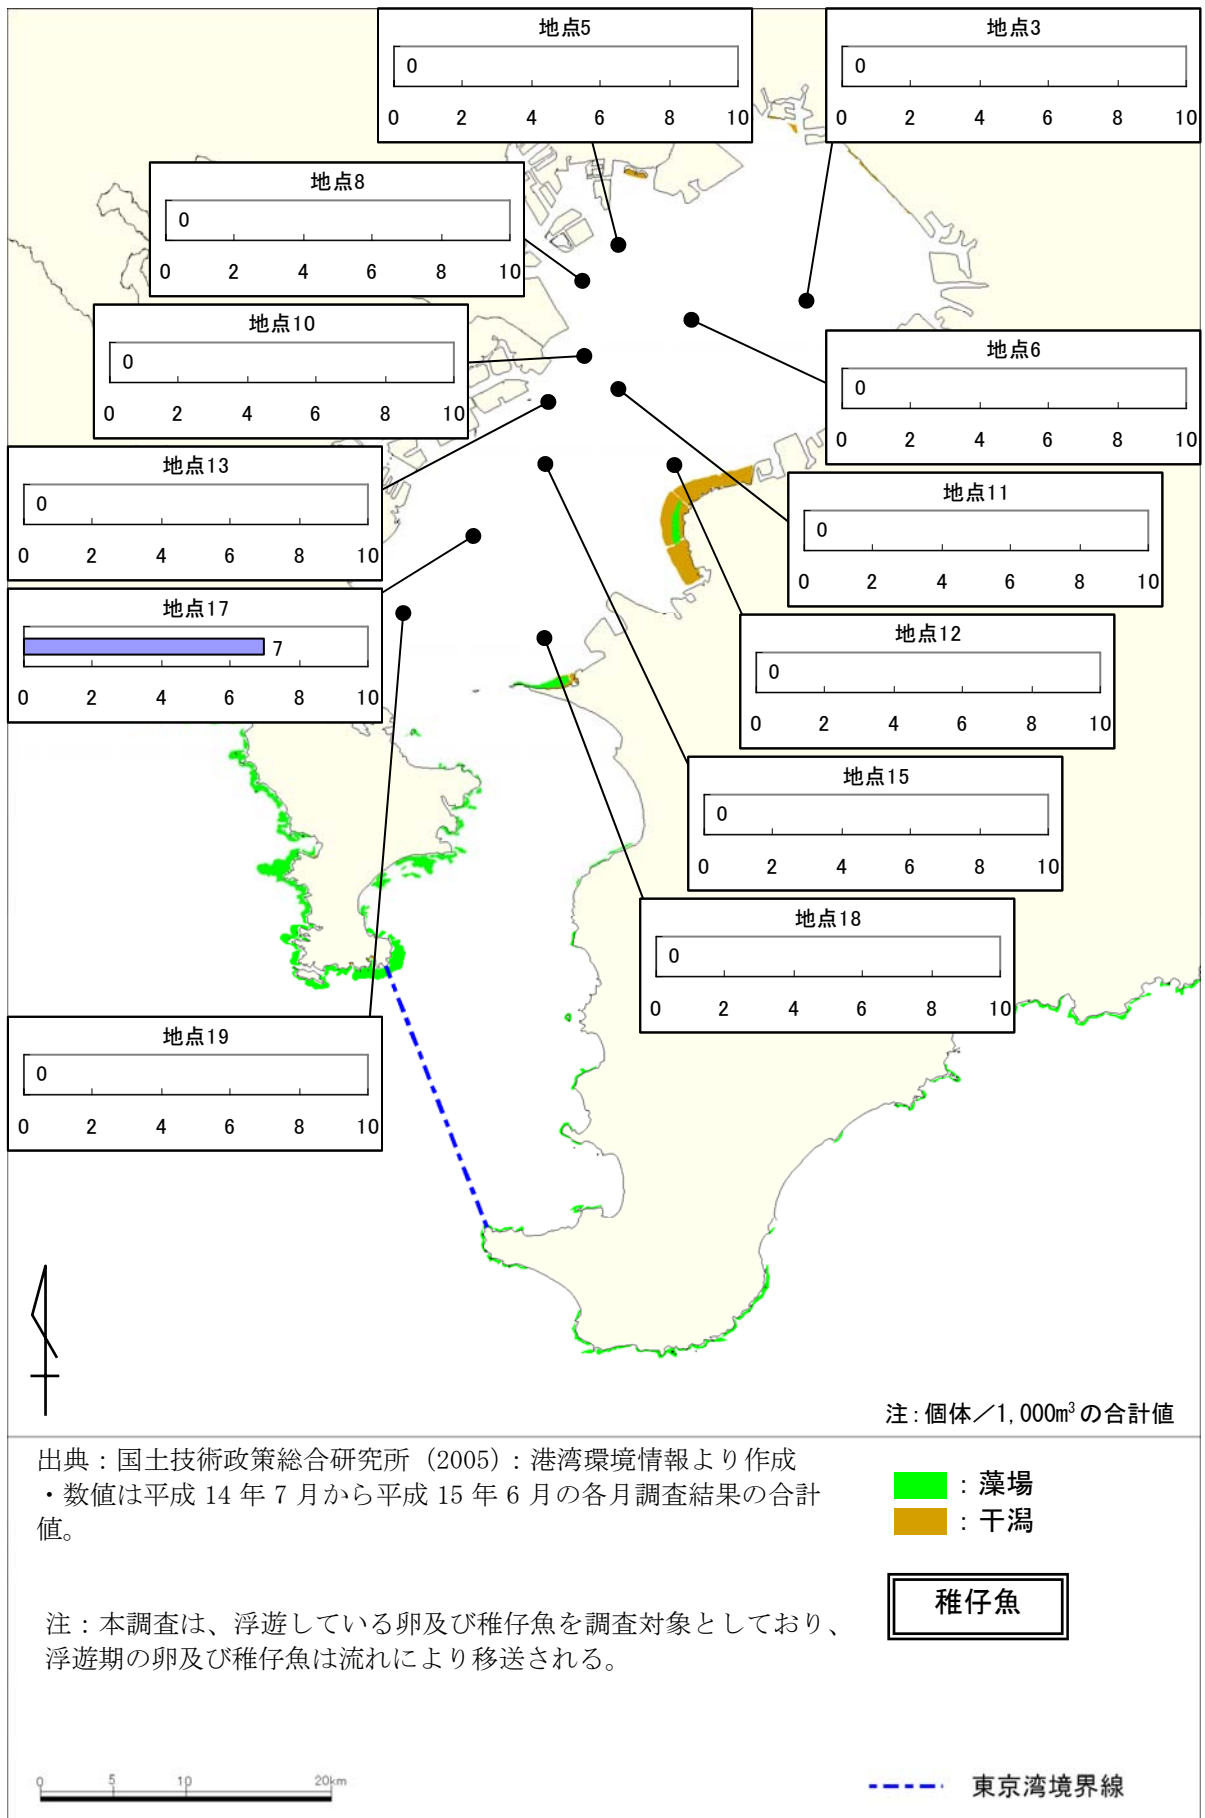 地点5
0
0 2 4 6 8 10
地点3
0
0 2 4 6 8 10
地点8
0
0 2 4 6 8 10
地点10
0
0 2 4 6 8 10
地点6
0
0 2 4 6 8 10
地点13
0
0 2 4 6 8 10
地点11
0
0 2 4 6 8 10
地点17
7
0 2 4 6 8 10
地点12
0
0 2 4 6 8 10
地点15
0
0 2 4 6 8 10
地点18
0
0 2 4 6 8 10
地点19
0
0 2 4 6 8 10
注：個体／1,000m³の合計値
出典：国土技術政策総合研究所（2005）：港湾環境情報より作成
・数値は平成 14 年 7 月から平成 15 年 6 月の各月調査結果の合計
値。
：藻場
：干潟
稚仔魚
注：本調査は、浮遊している卵及び稚仔魚を調査対象としており、
浮遊期の卵及び稚仔魚は流れにより移送される。
0 5 10 20km
東京湾境界線